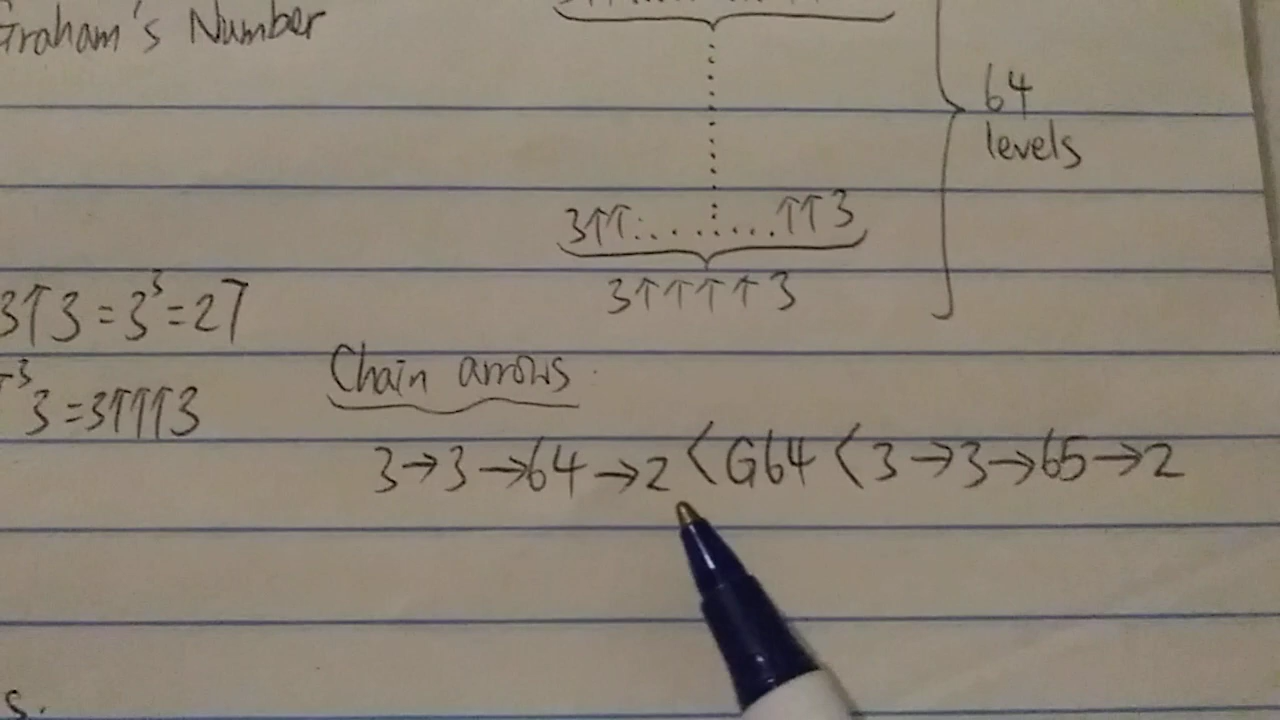 Graham's Number
64
levels
3↑↑.........↑↑3
3↑↑↑↑3
3↑3=3³=27
³3=3↑↑↑3
Chain arrows
3→3→64→2<G64<3→3→65→2
s.